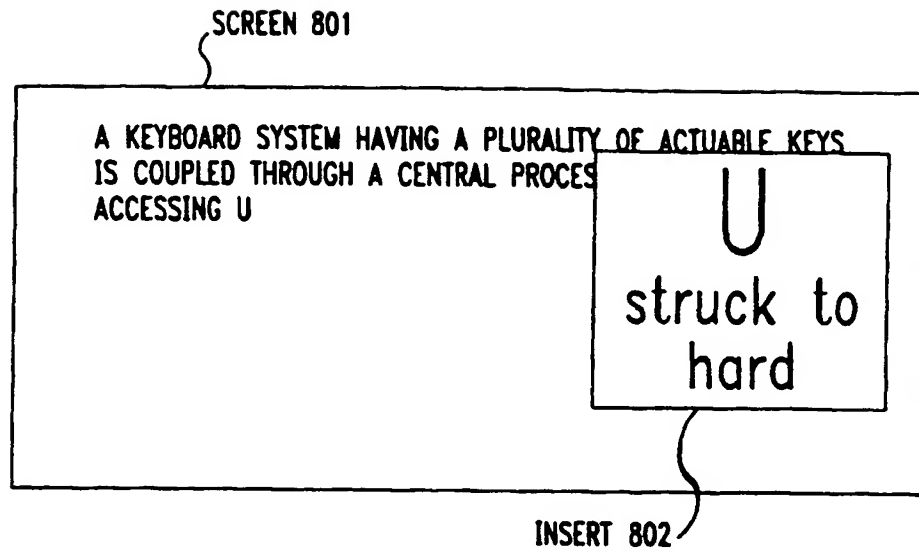 SCREEN 801
A KEYBOARD SYSTEM HAVING A PLURALITY OF ACTUABLE KEYS
IS COUPLED THROUGH A CENTRAL PROCES
ACCESSING U
U
struck to
hard
INSERT 802